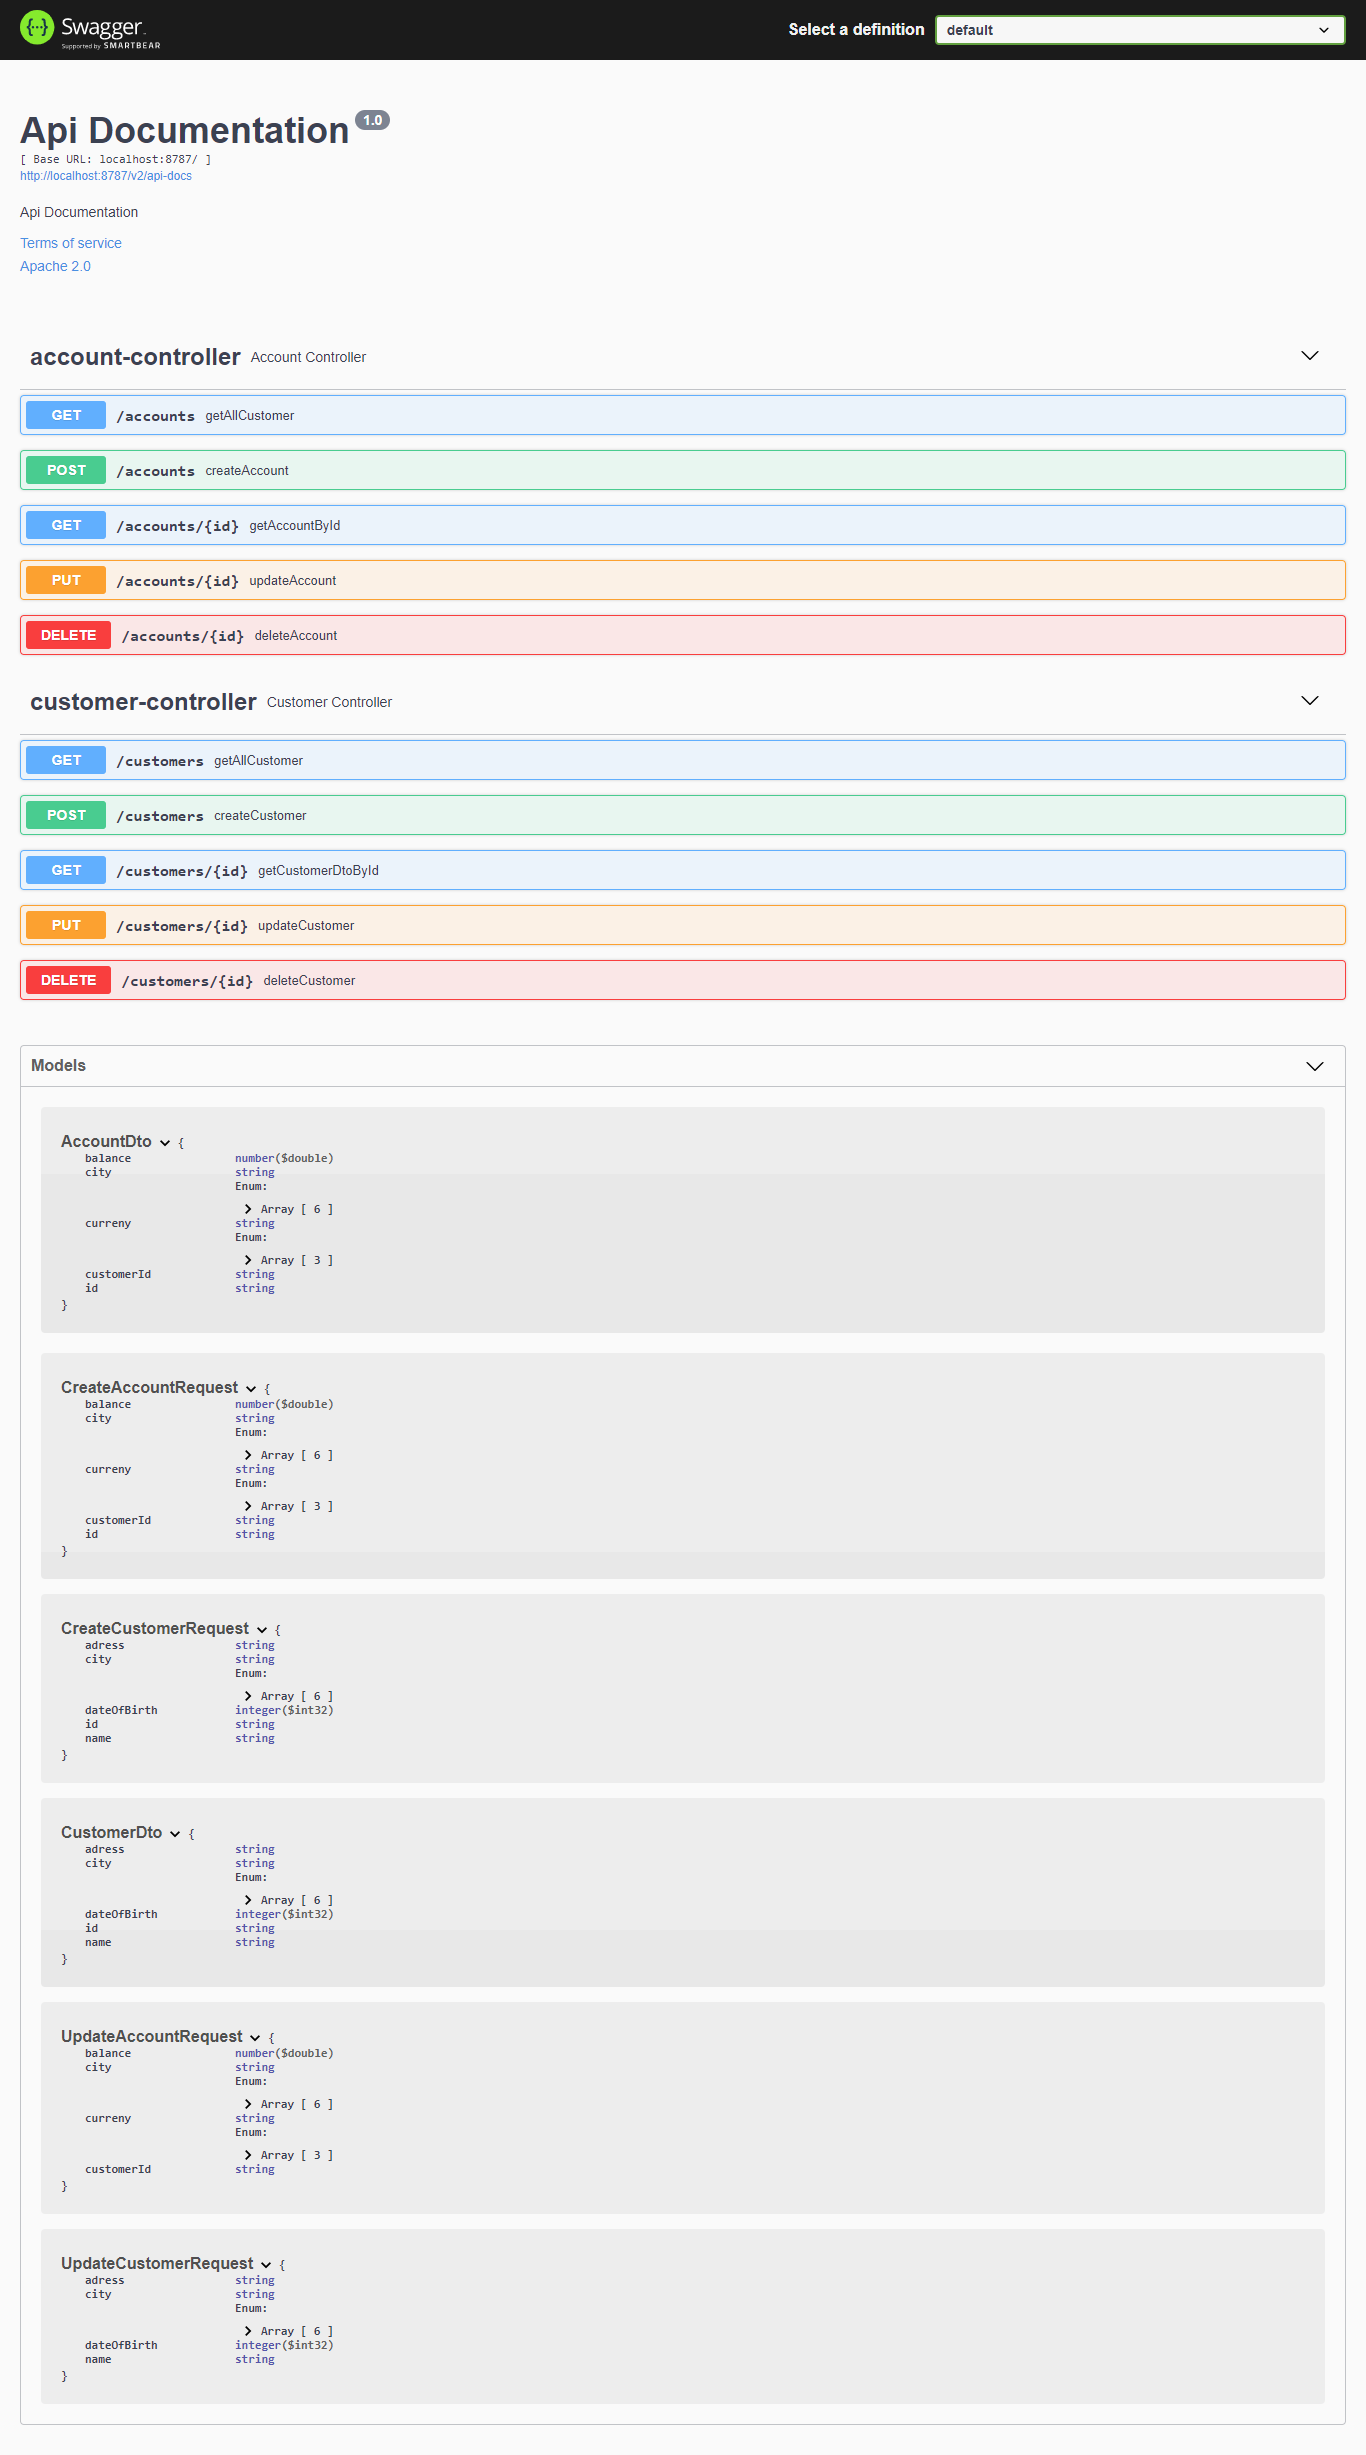 Swagger
Supported by SMARTBEAR
Select a definition
default
Api Documentation 1.0
[ Base URL: localhost:8787/ ]
http://localhost:8787/v2/api-docs
Api Documentation
Terms of service
Apache 2.0
account-controller Account Controller
GET /accounts getAllCustomer
POST /accounts createAccount
GET /accounts/{id} getAccountById
PUT /accounts/{id} updateAccount
DELETE /accounts/{id} deleteAccount
customer-controller Customer Controller
GET /customers getAllCustomer
POST /customers createCustomer
GET /customers/{id} getCustomerDtoById
PUT /customers/{id} updateCustomer
DELETE /customers/{id} deleteCustomer
Models
AccountDto {
balance number($double)
city string
Enum:
Array [ 6 ]
curreny string
Enum:
Array [ 3 ]
customerId string
id string
}
CreateAccountRequest {
balance number($double)
city string
Enum:
Array [ 6 ]
curreny string
Enum:
Array [ 3 ]
customerId string
id string
}
CreateCustomerRequest {
adress string
city string
Enum:
Array [ 6 ]
dateOfBirth integer($int32)
id string
name string
}
CustomerDto {
adress string
city string
Enum:
Array [ 6 ]
dateOfBirth integer($int32)
id string
name string
}
UpdateAccountRequest {
balance number($double)
city string
Enum:
Array [ 6 ]
curreny string
Enum:
Array [ 3 ]
customerId string
}
UpdateCustomerRequest {
adress string
city string
Enum:
Array [ 6 ]
dateOfBirth integer($int32)
name string
}